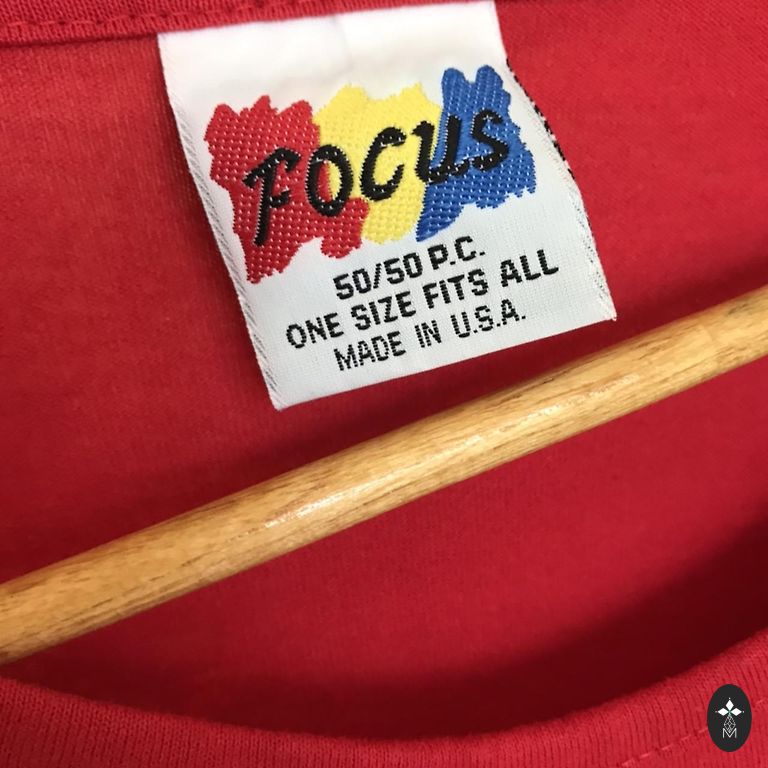 FOCUS
50/50 P.C.
ONE SIZE FITS ALL
MADE IN U.S.A.
M